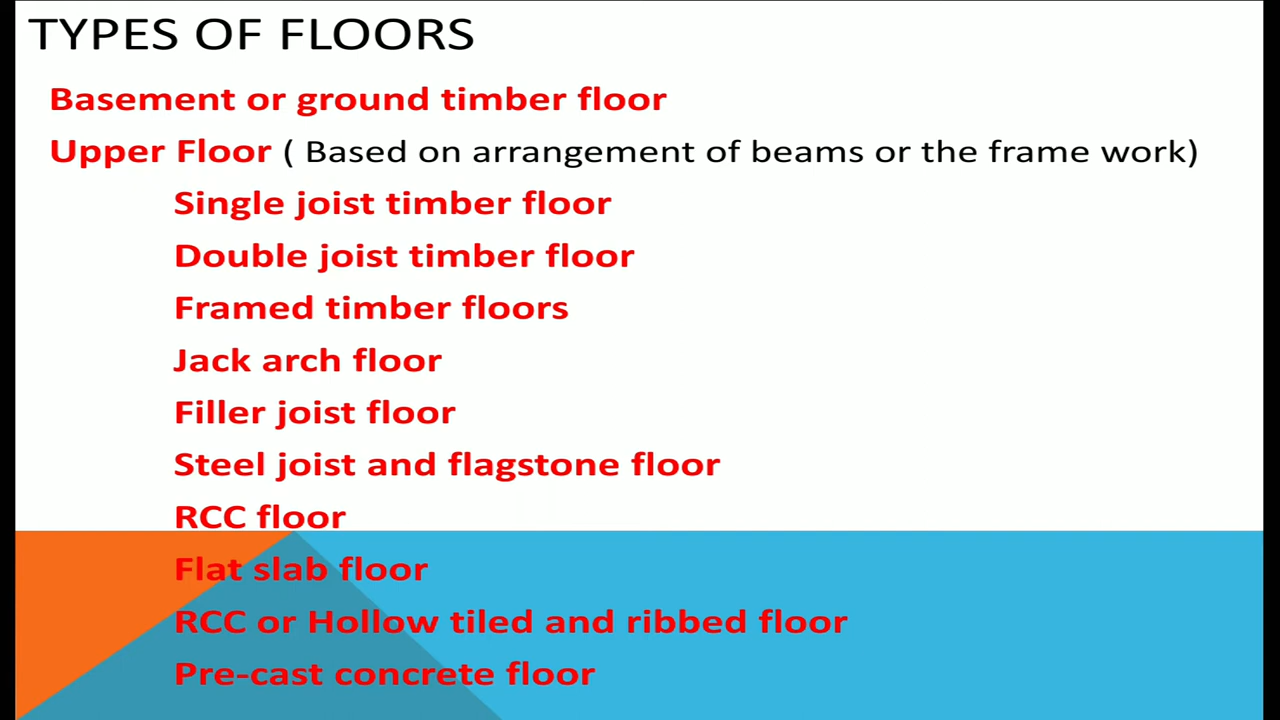 TYPES OF FLOORS
Basement or ground timber floor
Upper Floor ( Based on arrangement of beams or the frame work)
Single joist timber floor
Double joist timber floor
Framed timber floors
Jack arch floor
Filler joist floor
Steel joist and flagstone floor
RCC floor
Flat slab floor
RCC or Hollow tiled and ribbed floor
Pre-cast concrete floor